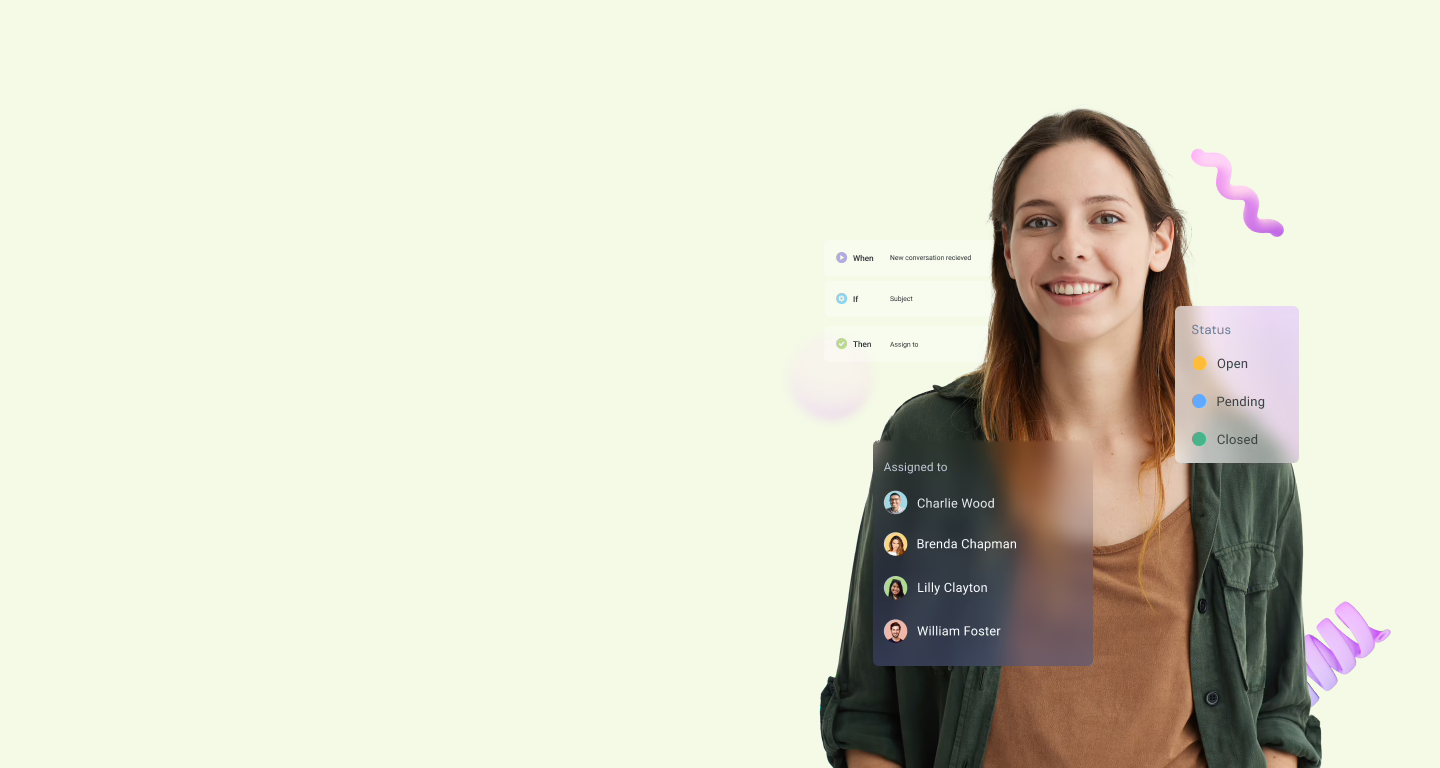 When New conversation recieved
If Subject
Then Assign to
Status
Open
Pending
Closed
Assigned to
Charlie Wood
Brenda Chapman
Lilly Clayton
William Foster